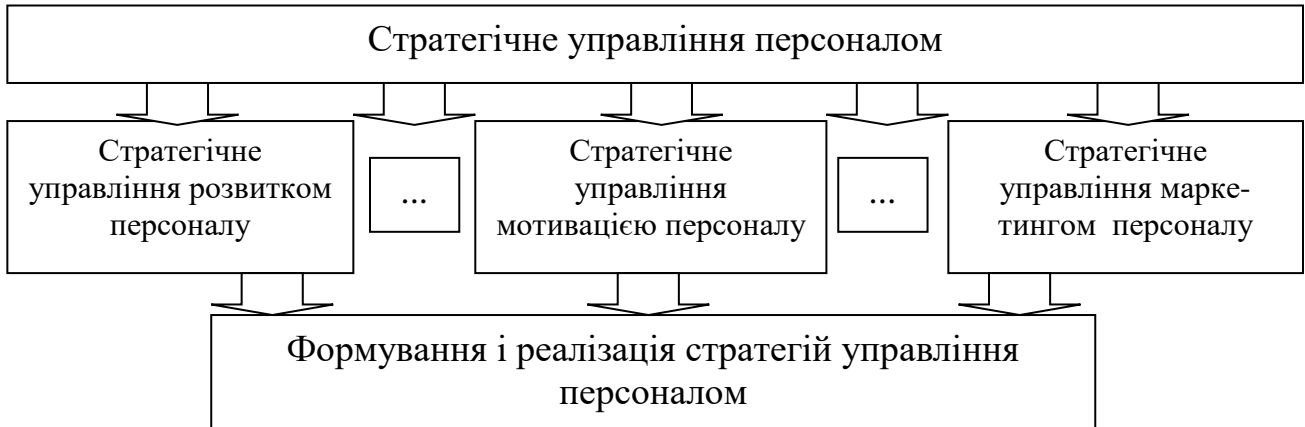 Стратегічне управління персоналом
Стратегічне
управління розвитком
персоналу
...
Стратегічне
управління
мотивацією персоналу
...
Стратегічне
управління марке-
тингом персоналу
Формування і реалізація стратегій управління
персоналом